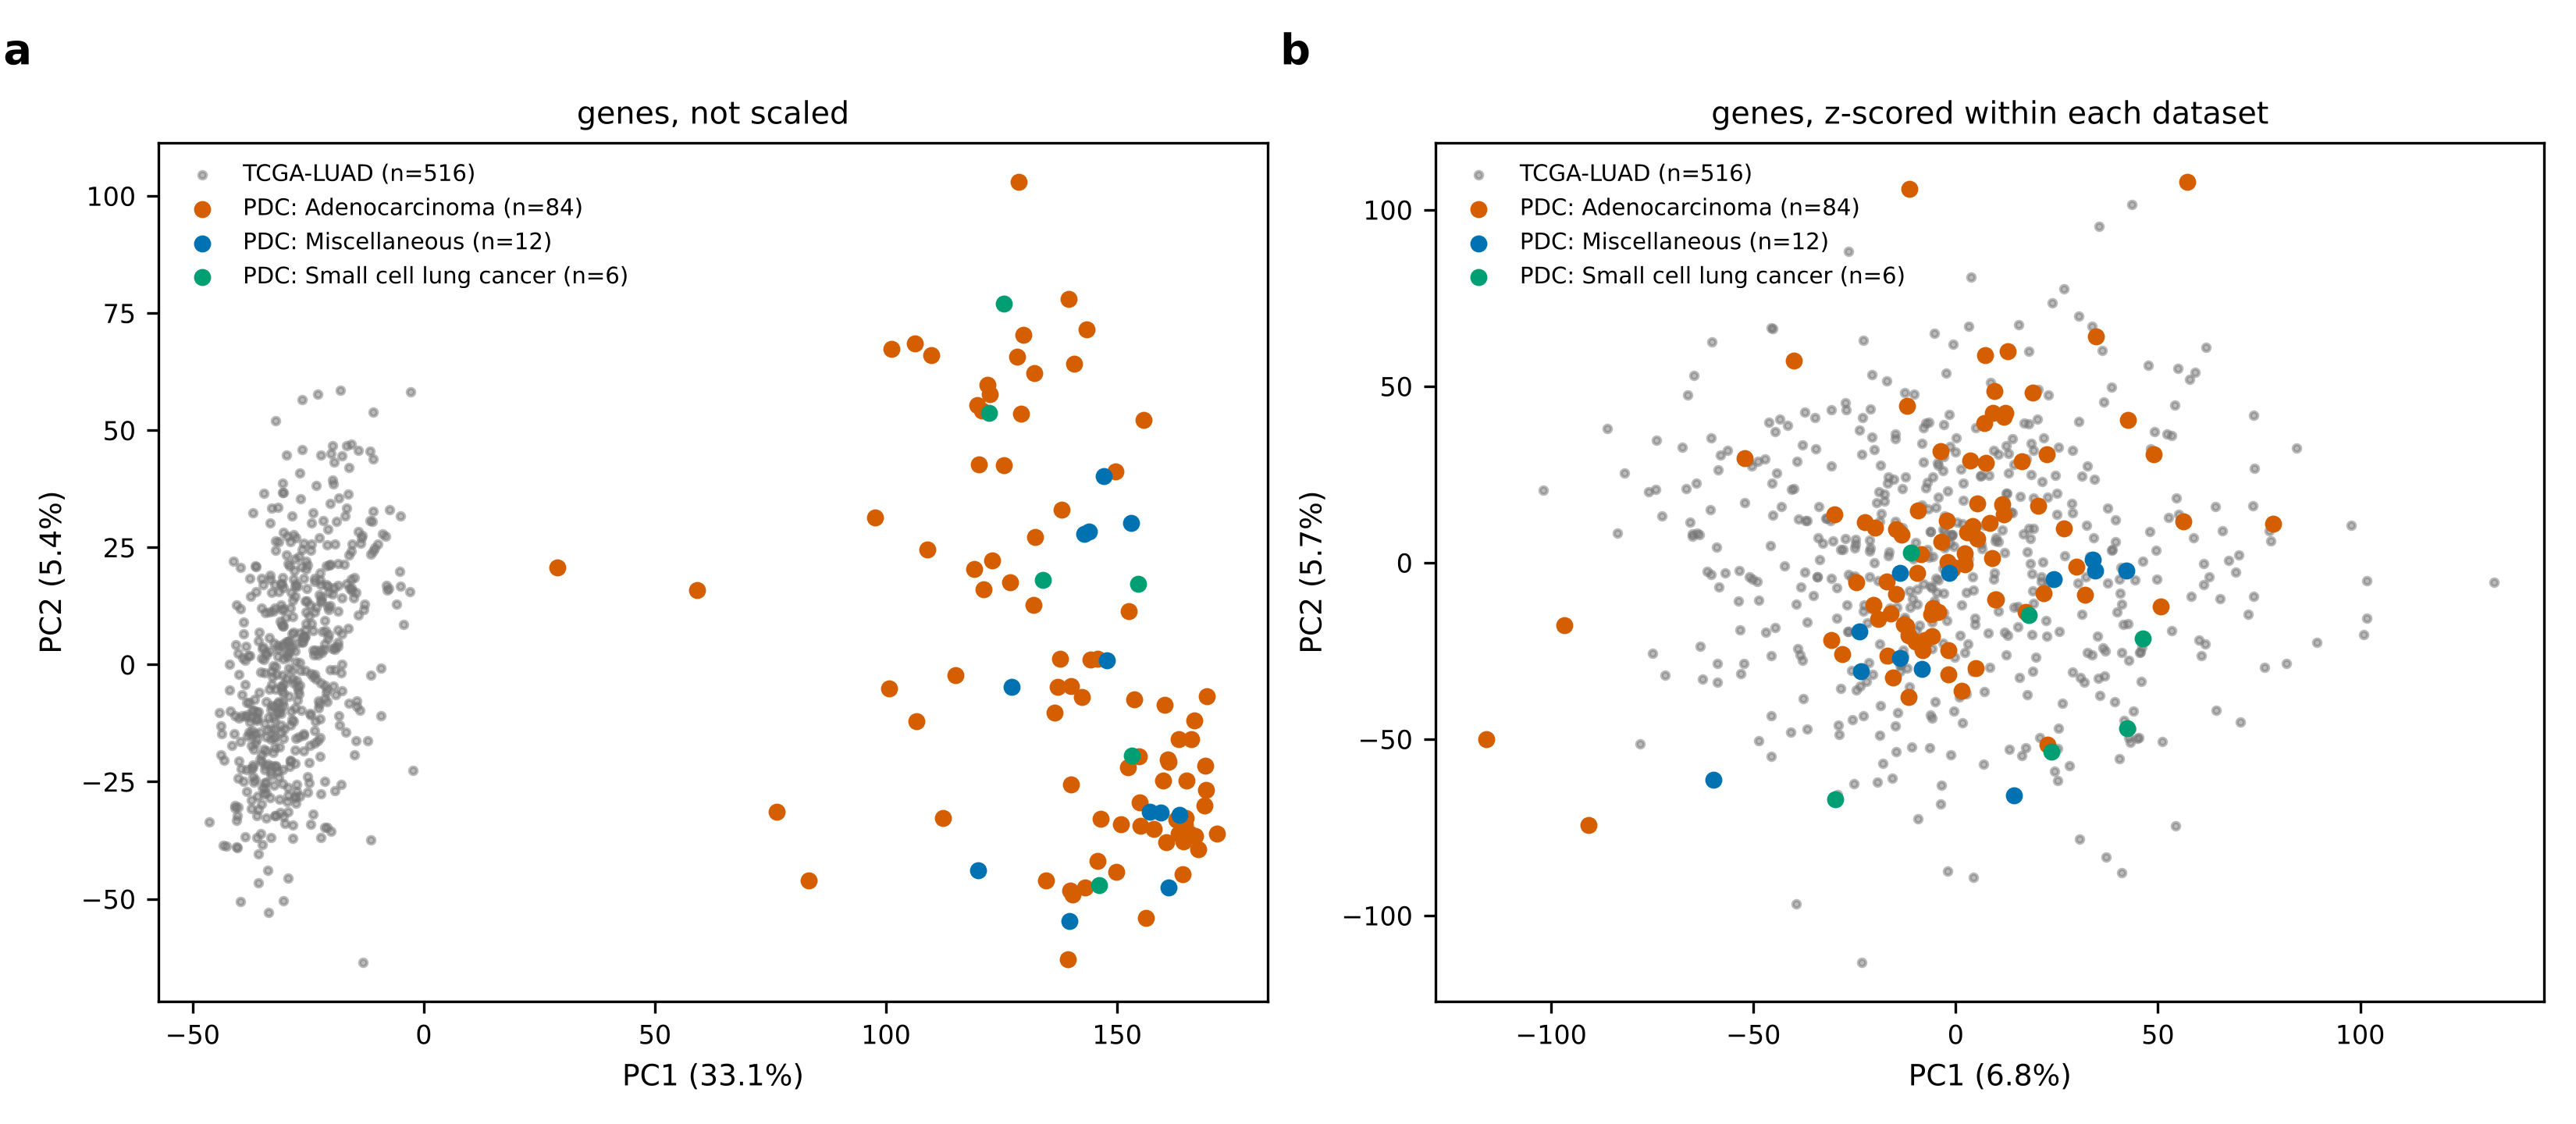 a
genes, not scaled
TCGA-LUAD (n=516)
PDC: Adenocarcinoma (n=84)
PDC: Miscellaneous (n=12)
PDC: Small cell lung cancer (n=6)
100
75
50
25
0
−25
−50
PC2 (5.4%)
−50
0
50
100
150
PC1 (33.1%)
b
genes, z-scored within each dataset
TCGA-LUAD (n=516)
PDC: Adenocarcinoma (n=84)
PDC: Miscellaneous (n=12)
PDC: Small cell lung cancer (n=6)
100
50
0
−50
−100
PC2 (5.7%)
−100
−50
0
50
100
PC1 (6.8%)